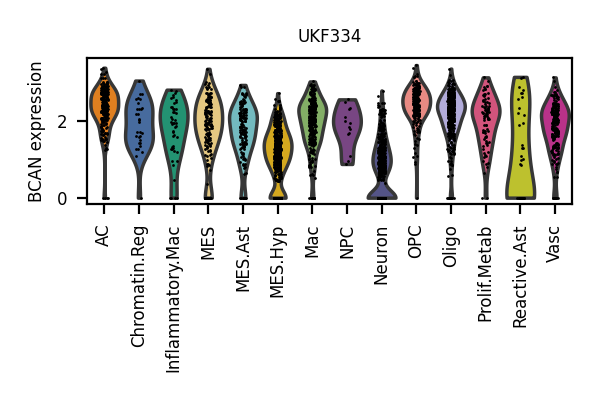 UKF334
BCAN expression
2
0
AC
Chromatin.Reg
Inflammatory.Mac
MES
MES.Ast
MES.Hyp
Mac
NPC
Neuron
OPC
Oligo
Prolif.Metab
Reactive.Ast
Vasc